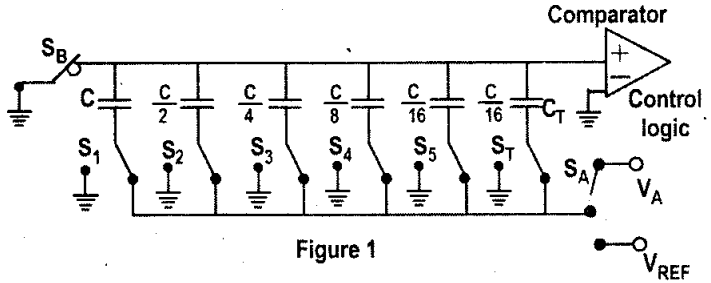 Comparator
S_B
+
−
C
C/2
C/4
C/8
C/16
C/16
C_T
Control
logic
S_1
S_2
S_3
S_4
S_5
S_T
S_A
V_A
Figure 1
V_REF